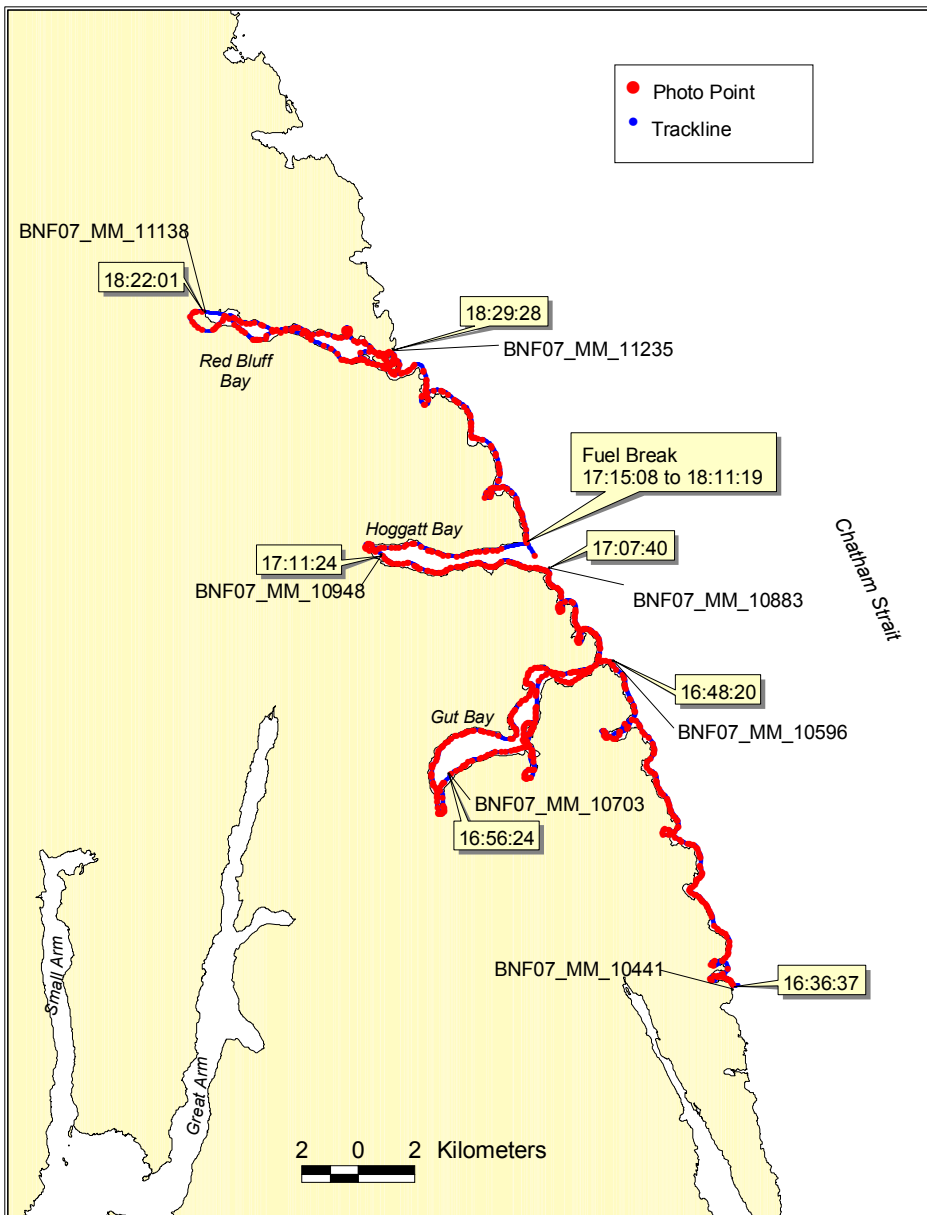 Photo Point
Trackline
BNF07_MM_11138
18:22:01
18:29:28
BNF07_MM_11235
Red Bluff
Bay
Fuel Break
17:15:08 to 18:11:19
Hoggatt Bay
17:11:24
17:07:40
BNF07_MM_10948
BNF07_MM_10883
Chatham Strait
16:48:20
Gut Bay
BNF07_MM_10596
BNF07_MM_10703
16:56:24
BNF07_MM_10441
16:36:37
Small Arm
Great Arm
2 0 2 Kilometers